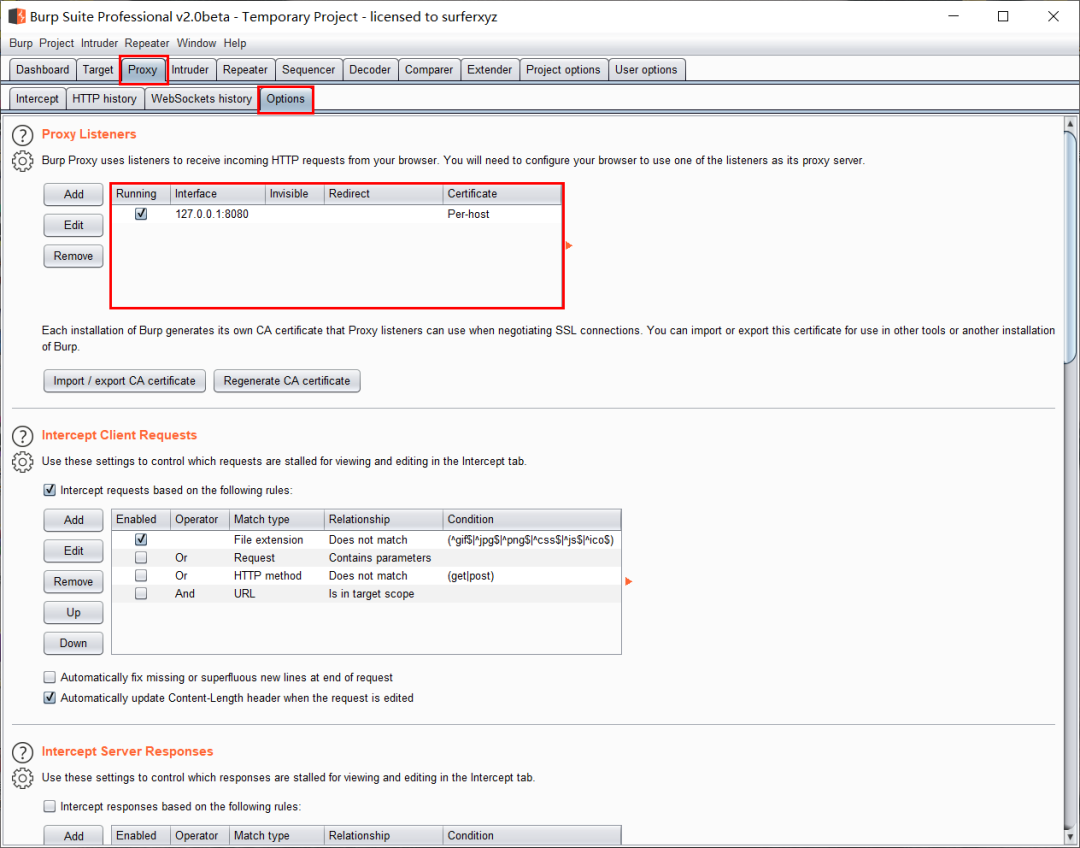 Burp Suite Professional v2.0beta - Temporary Project - licensed to surferxyz
Burp Project Intruder Repeater Window Help
Dashboard Target Proxy Intruder Repeater Sequencer Decoder Comparer Extender Project options User options
Intercept HTTP history WebSockets history Options
? Proxy Listeners
Burp Proxy uses listeners to receive incoming HTTP requests from your browser. You will need to configure your browser to use one of the listeners as its proxy server.
Add Running Interface Invisible Redirect Certificate
127.0.0.1:8080 Per-host
Edit
Remove
Each installation of Burp generates its own CA certificate that Proxy listeners can use when negotiating SSL connections. You can import or export this certificate for use in other tools or another installation
of Burp.
Import / export CA certificate Regenerate CA certificate
? Intercept Client Requests
Use these settings to control which requests are stalled for viewing and editing in the Intercept tab.
Intercept requests based on the following rules:
Add Enabled Operator Match type Relationship Condition
File extension Does not match (^gif$|^jpg$|^png$|^css$|^js$|^ico$)
Edit Or Request Contains parameters
Remove Or HTTP method Does not match (get|post)
And URL Is in target scope
Up
Down
Automatically fix missing or superfluous new lines at end of request
Automatically update Content-Length header when the request is edited
? Intercept Server Responses
Use these settings to control which responses are stalled for viewing and editing in the Intercept tab.
Intercept responses based on the following rules:
Add Enabled Operator Match type Relationship Condition